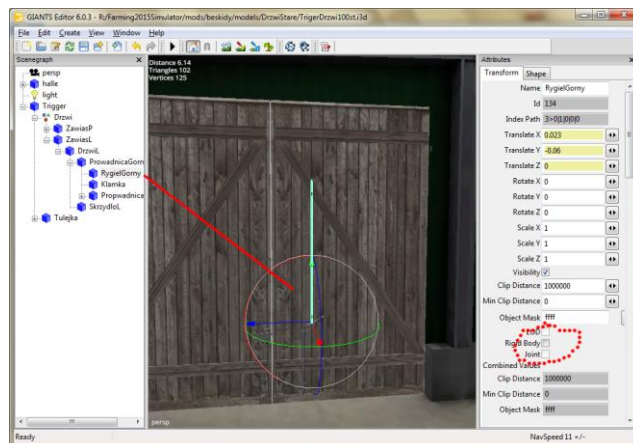 GIANTS Editor 6.0.3 - R:/Farming2015Simulator/mods/beskidy/models/DrzwiStare/TrigerDrzwi100st.i3d
File Edit Create View Window Help
Scenegraph
persp
halle
light
Trigger
Drzwi
ZawiasP
ZawiasL
DrzwiL
ProwadnicaGorn
RygielGorny
Klamka
Propwadnica
SkrzydloL
Tulejka
Distance 6.14
Triangles 102
Vertices 125
persp
Attributes
Transform Shape
Name RygielGorny
Id 134
Index Path 3>0|1|0|0|0
Translate X 0.023
Translate Y -0.06
Translate Z 0
Rotate X 0
Rotate Y 0
Rotate Z 0
Scale X 1
Scale Y 1
Scale Z 1
Visibility
Clip Distance 1000000
Min Clip Distance 0
Object Mask ffff
LOD
Rigid Body
Joint
Combined Values
Clip Distance 1000000
Min Clip Distance 0
Object Mask ffff
Ready
NavSpeed 11 +/-